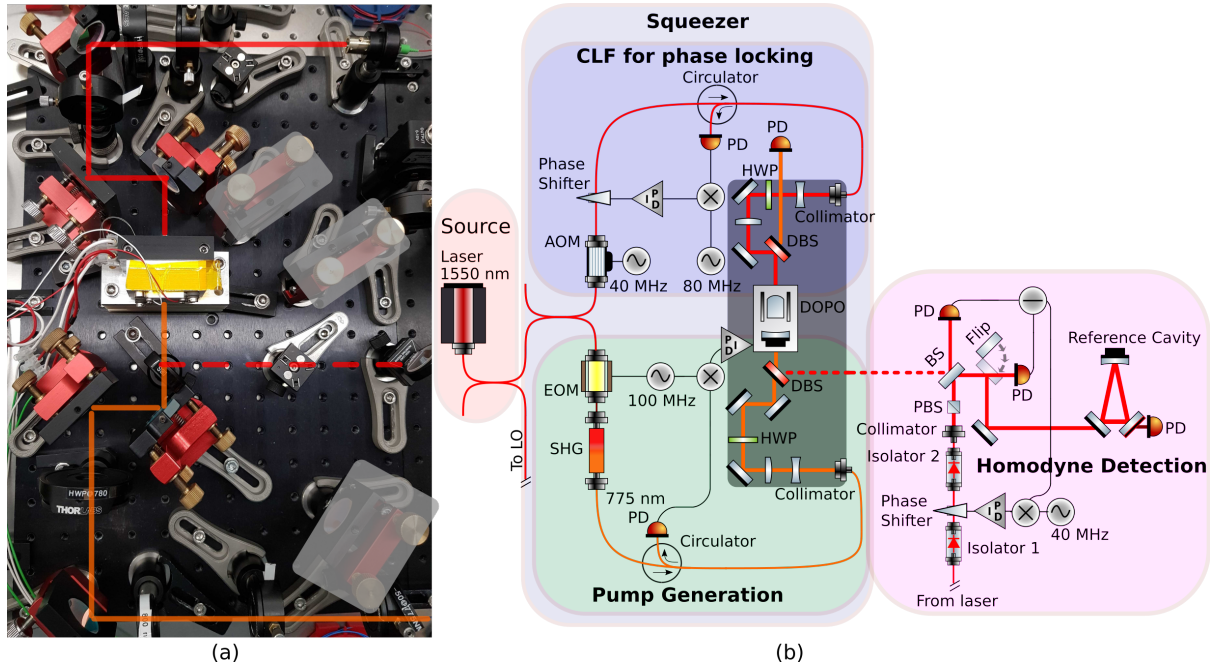 Squeezer
CLF for phase locking
Circulator
PD
PD
Phase
Shifter
P
I
D
HWP
Collimator
DBS
AOM
40 MHz
80 MHz
Source
Laser
1550 nm
DOPO
P
I
D
EOM
100 MHz
DBS
SHG
HWP
To LO
775 nm
PD
Collimator
Circulator
Pump Generation
PD
Flip
BS
Reference Cavity
PD
PBS
Collimator
PD
Isolator 2
Homodyne Detection
Phase
Shifter
P
I
D
40 MHz
Isolator 1
From laser
HWPO 780
THORLABS
(a)
(b)